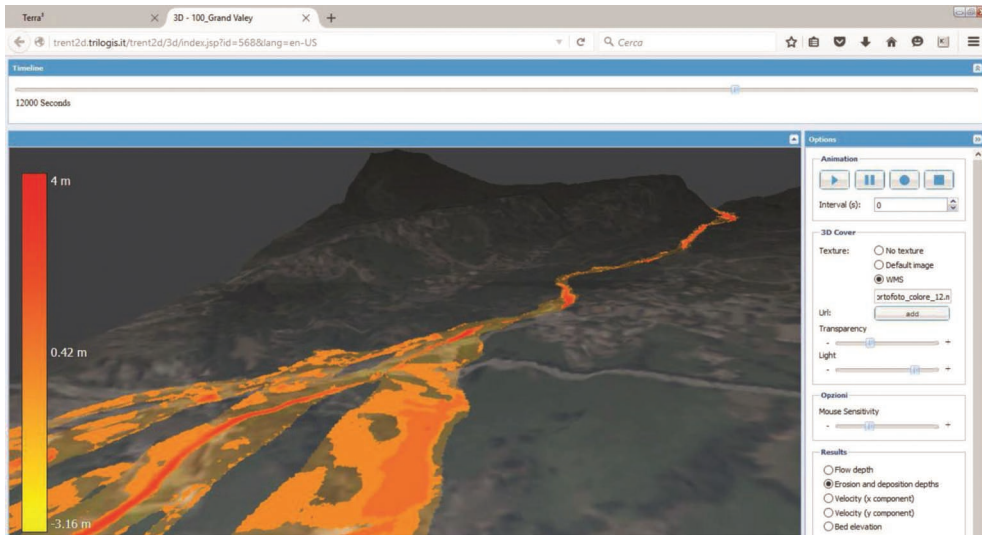 Terra³
3D - 100_Grand Valey
trent2d.trilogis.it/trent2d/3d/index.jsp?id=568&lang=en-US
Cerca
Timeline
12000 Seconds
Options
4 m
0.42 m
-3.16 m
Animation
Interval (s): 0
3D Cover
Texture: No texture
Default image
WMS
ortofoto_colore_12.n
Url: add
Transparency
- +
Light
- +
Opzioni
Mouse Sensitivity
- +
Results
Flow depth
Erosion and deposition depths
Velocity (x component)
Velocity (y component)
Bed elevation